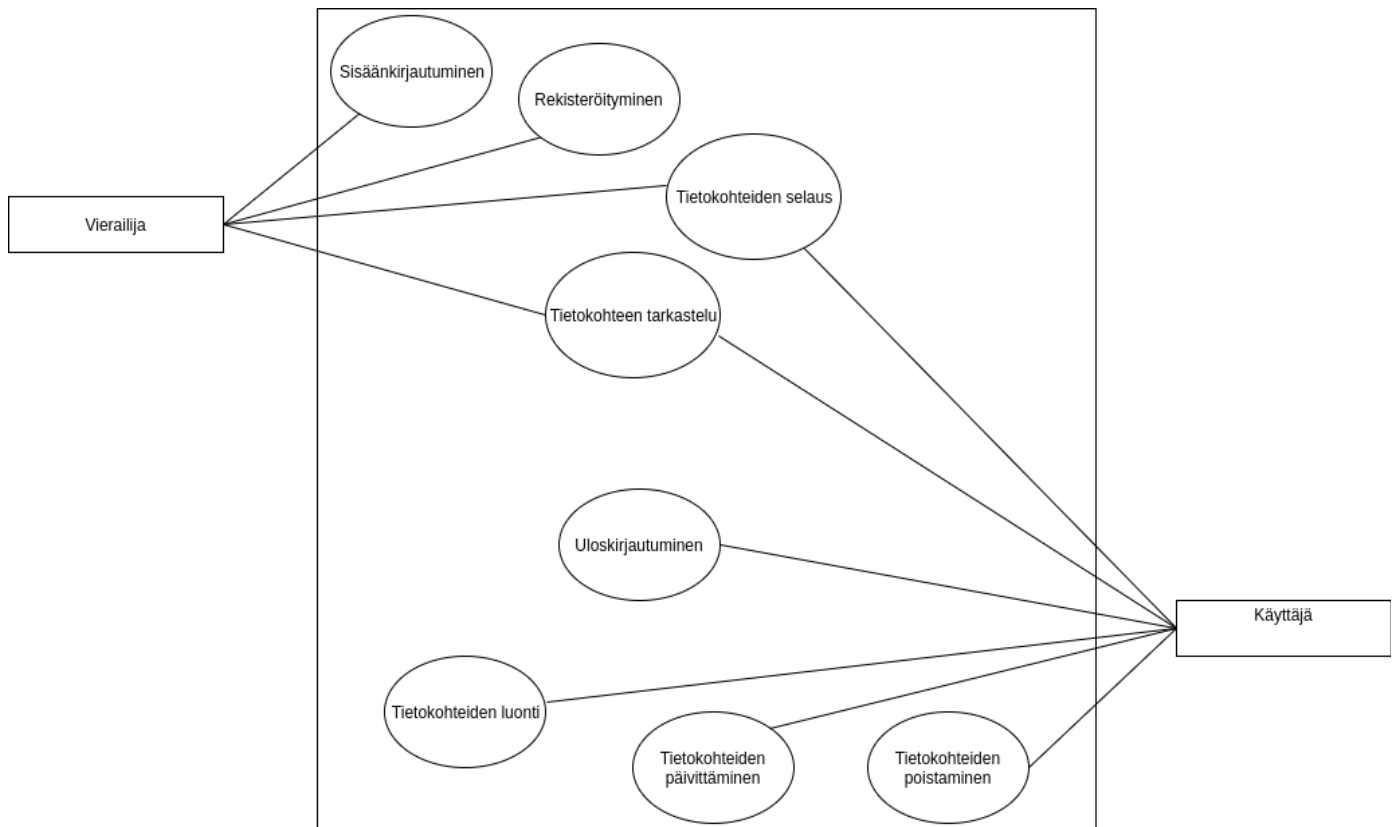 Sisäänkirjautuminen
Rekisteröityminen
Tietokohteiden selaus
Vierailija
Tietokohteen tarkastelu
Uloskirjautuminen
Käyttäjä
Tietokohteiden luonti
Tietokohteiden
päivittäminen
Tietokohteiden
poistaminen